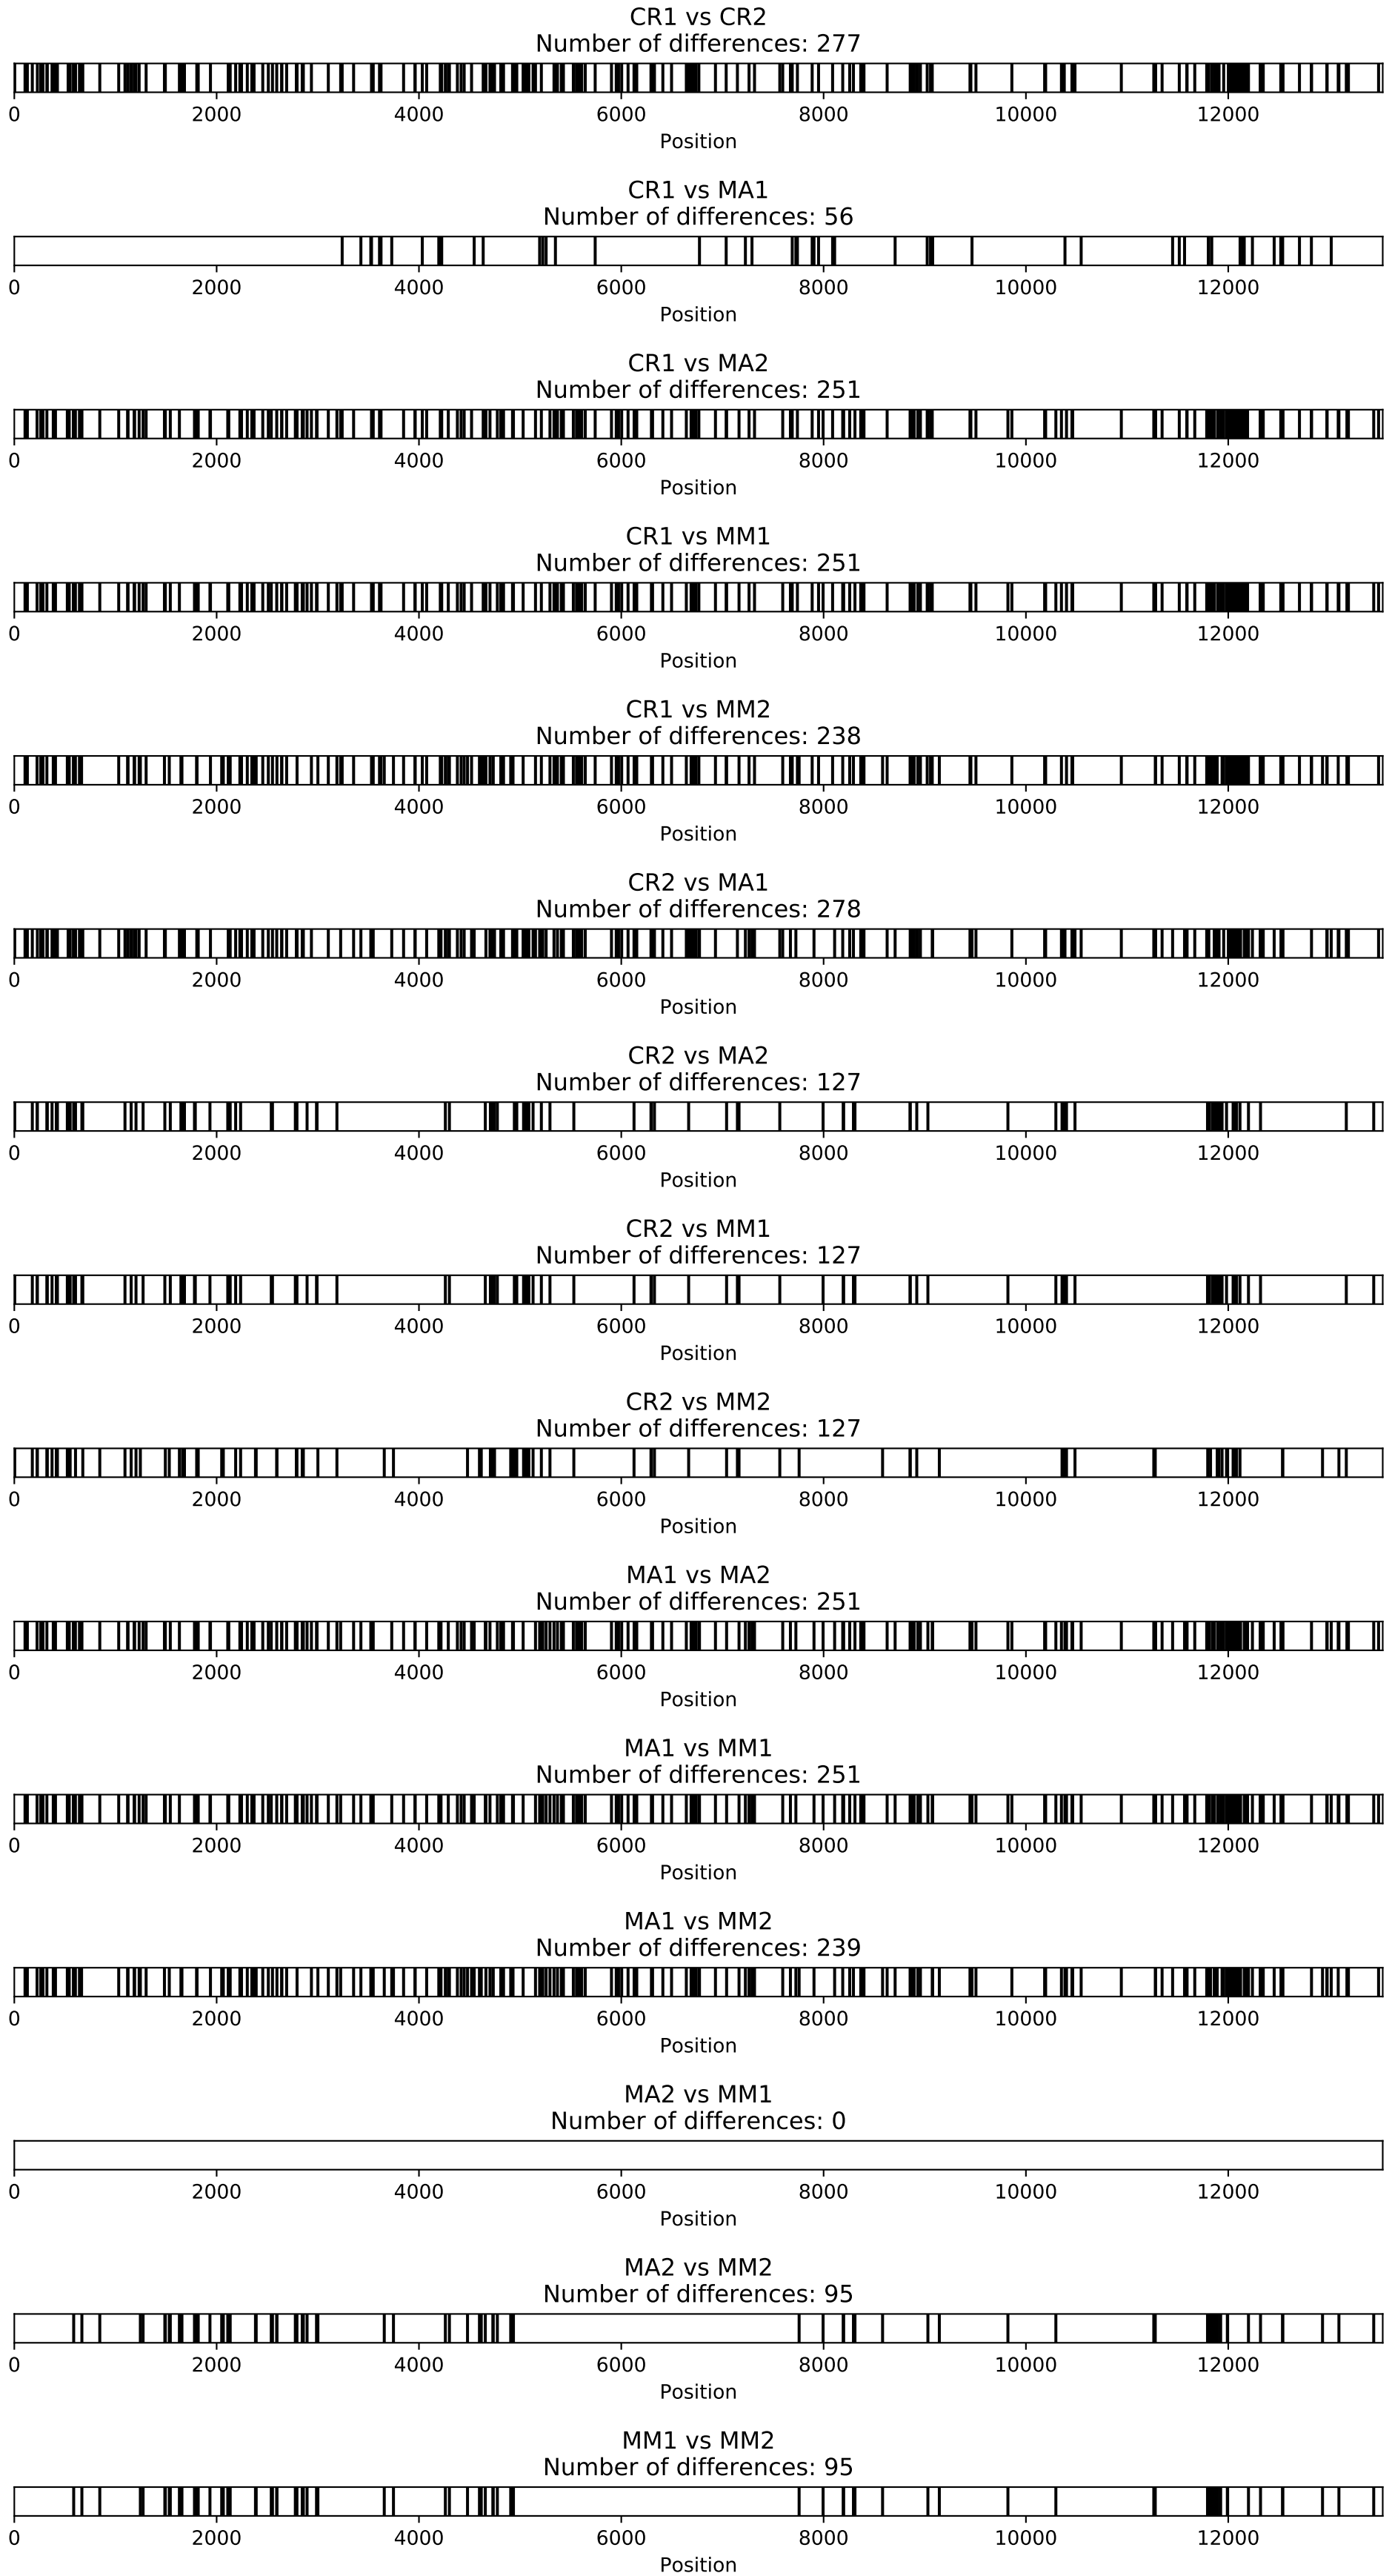 CR1 vs CR2
Number of differences: 277
0 2000 4000 6000 8000 10000 12000
Position
CR1 vs MA1
Number of differences: 56
0 2000 4000 6000 8000 10000 12000
Position
CR1 vs MA2
Number of differences: 251
0 2000 4000 6000 8000 10000 12000
Position
CR1 vs MM1
Number of differences: 251
0 2000 4000 6000 8000 10000 12000
Position
CR1 vs MM2
Number of differences: 238
0 2000 4000 6000 8000 10000 12000
Position
CR2 vs MA1
Number of differences: 278
0 2000 4000 6000 8000 10000 12000
Position
CR2 vs MA2
Number of differences: 127
0 2000 4000 6000 8000 10000 12000
Position
CR2 vs MM1
Number of differences: 127
0 2000 4000 6000 8000 10000 12000
Position
CR2 vs MM2
Number of differences: 127
0 2000 4000 6000 8000 10000 12000
Position
MA1 vs MA2
Number of differences: 251
0 2000 4000 6000 8000 10000 12000
Position
MA1 vs MM1
Number of differences: 251
0 2000 4000 6000 8000 10000 12000
Position
MA1 vs MM2
Number of differences: 239
0 2000 4000 6000 8000 10000 12000
Position
MA2 vs MM1
Number of differences: 0
0 2000 4000 6000 8000 10000 12000
Position
MA2 vs MM2
Number of differences: 95
0 2000 4000 6000 8000 10000 12000
Position
MM1 vs MM2
Number of differences: 95
0 2000 4000 6000 8000 10000 12000
Position